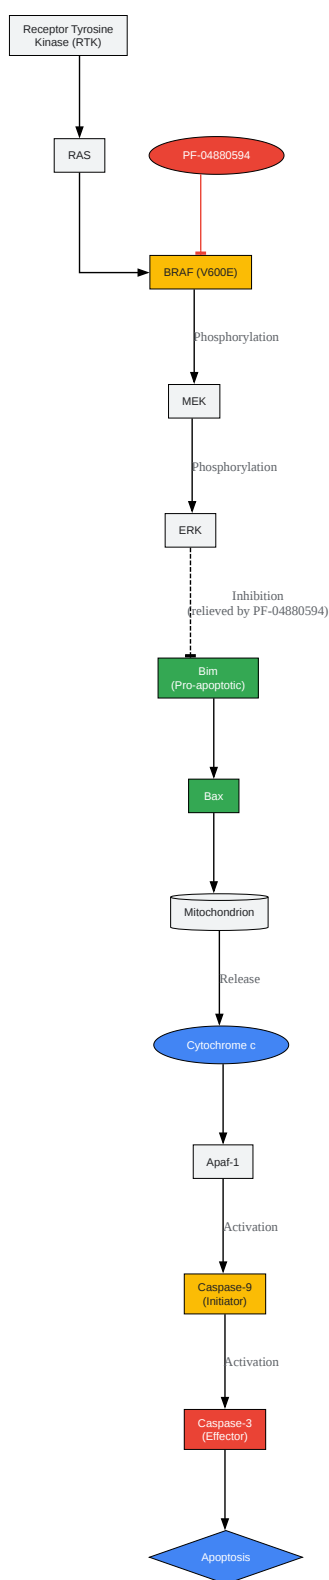 Receptor Tyrosine
Kinase (RTK)
RAS
PF-04880594
BRAF (V600E)
Phosphorylation
MEK
Phosphorylation
ERK
Inhibition
(relieved by PF-04880594)
Bim
(Pro-apoptotic)
Bax
Mitochondrion
Release
Cytochrome c
Apaf-1
Activation
Caspase-9
(Initiator)
Activation
Caspase-3
(Effector)
Apoptosis